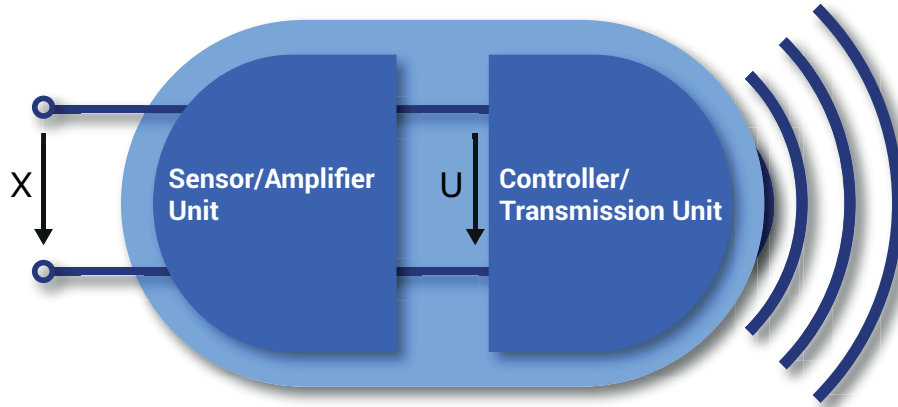 X
Sensor/Amplifier
Unit
U
Controller/
Transmission Unit